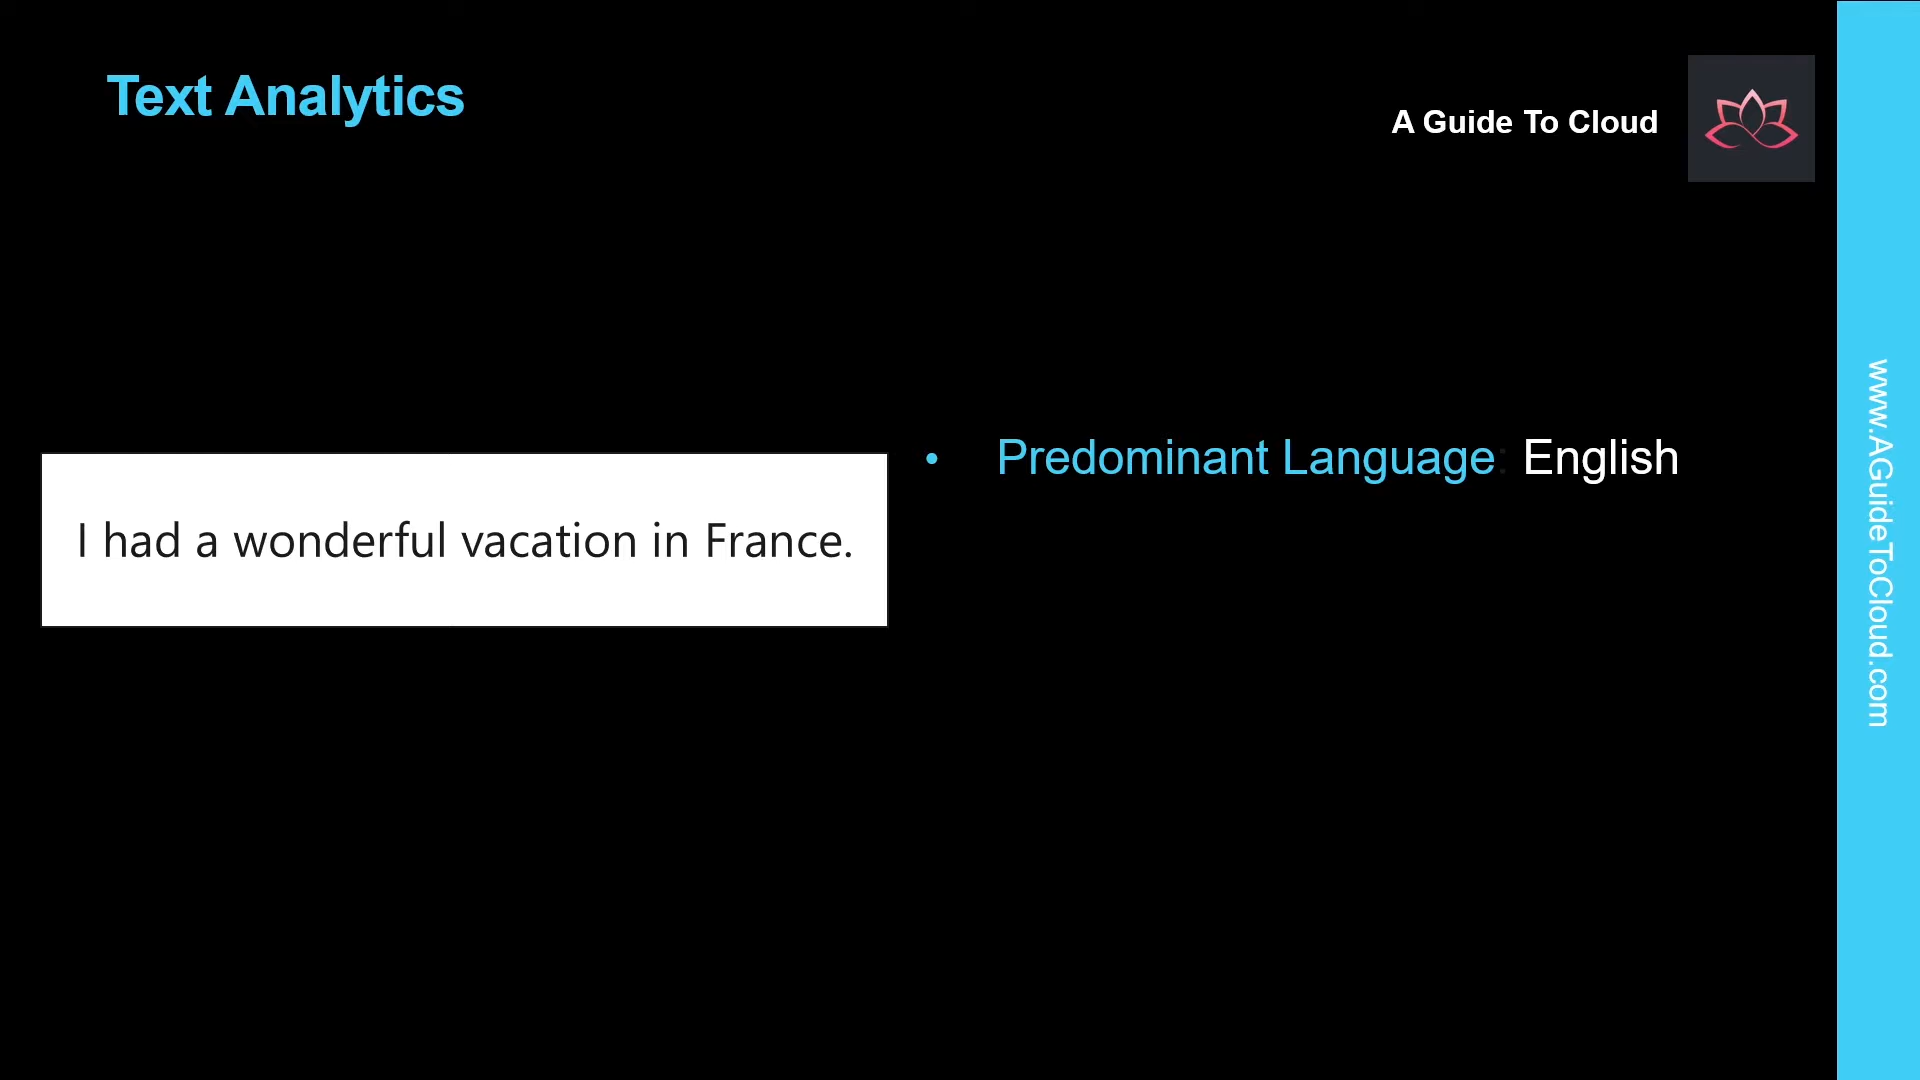 Text Analytics
A Guide To Cloud
I had a wonderful vacation in France.
• Predominant Language: English
www.AGuideToCloud.com